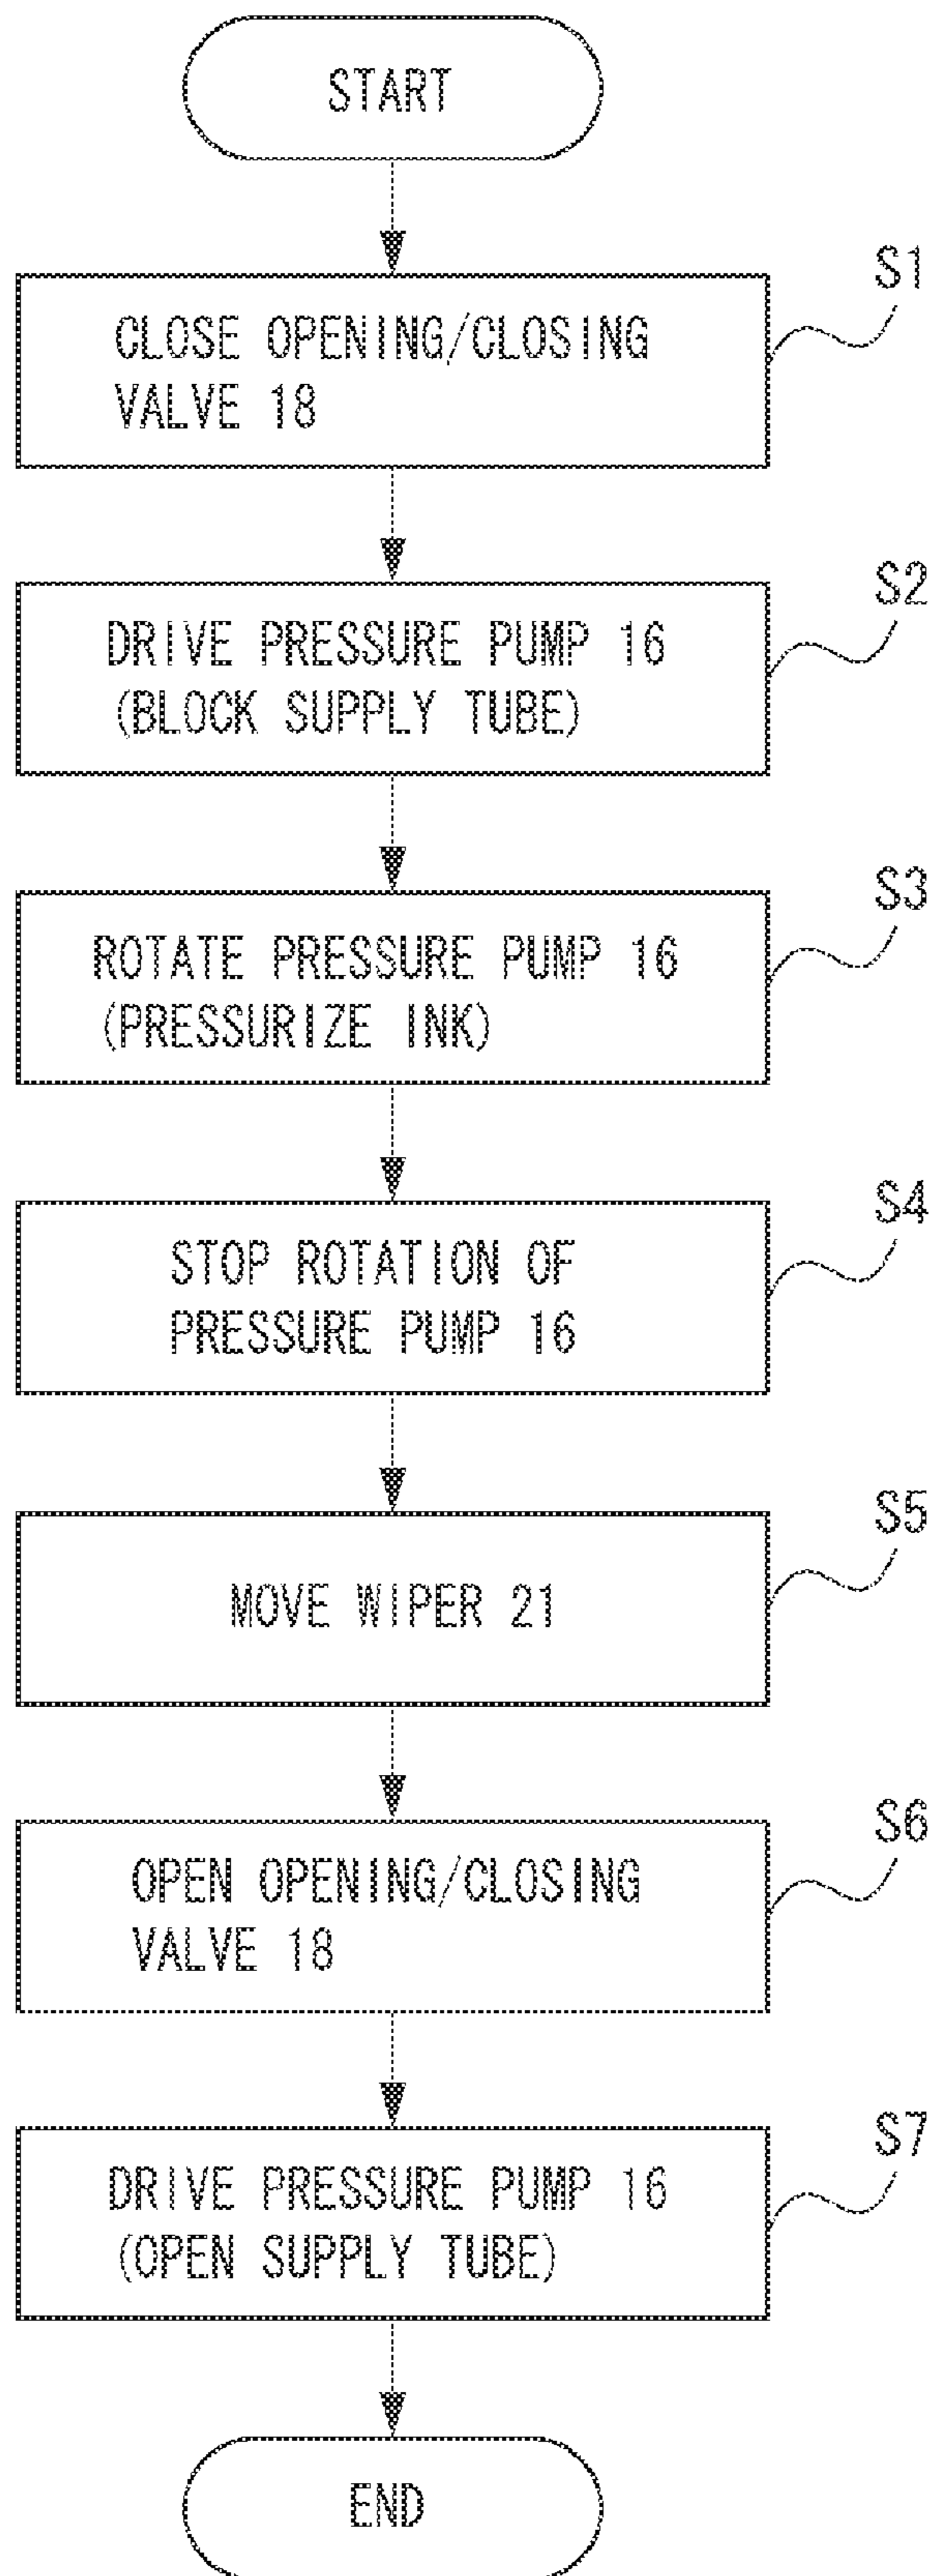 START
S1
CLOSE OPENING/CLOSING
VALVE 18
S2
DRIVE PRESSURE PUMP 16
(BLOCK SUPPLY TUBE)
S3
ROTATE PRESSURE PUMP 16
(PRESSURIZE INK)
S4
STOP ROTATION OF
PRESSURE PUMP 16
S5
MOVE WIPER 21
S6
OPEN OPENING/CLOSING
VALVE 18
S7
DRIVE PRESSURE PUMP 16
(OPEN SUPPLY TUBE)
END